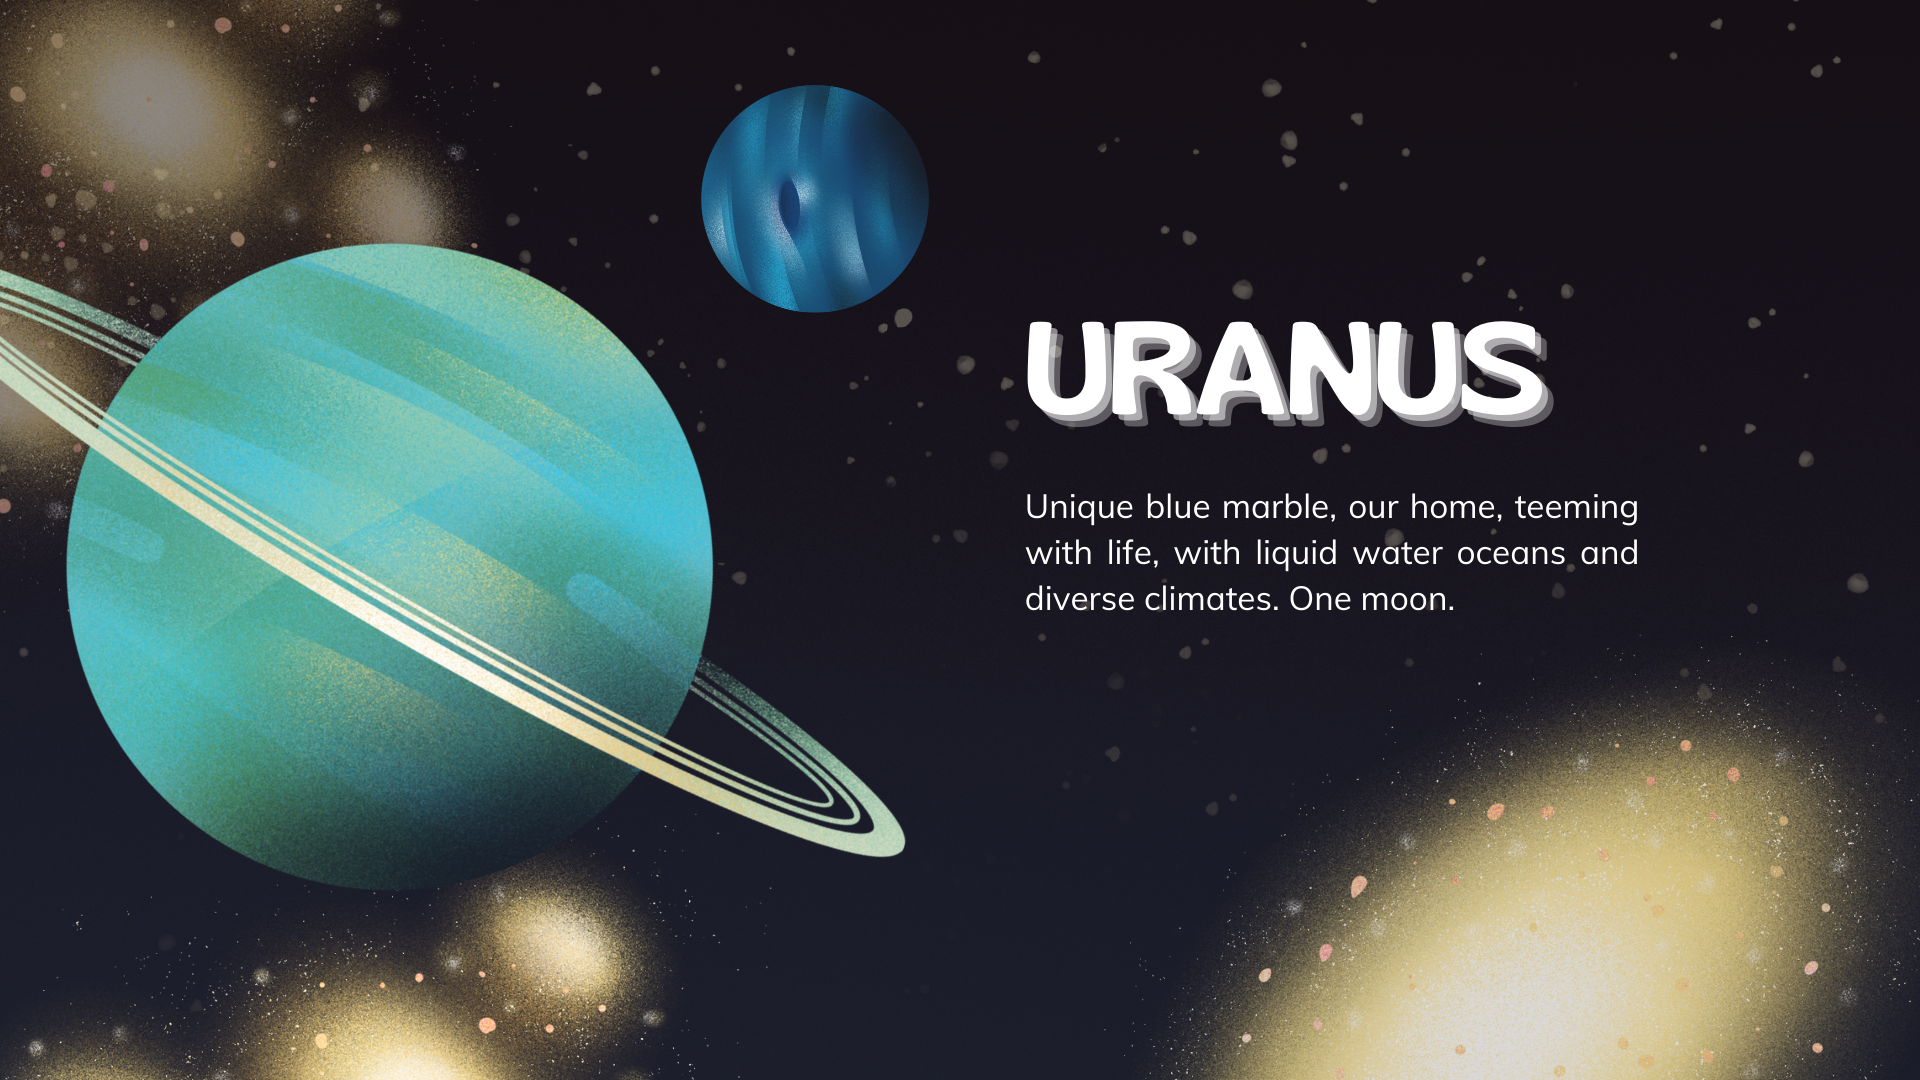 URANUS
Unique blue marble, our home, teeming
with life, with liquid water oceans and
diverse climates. One moon.